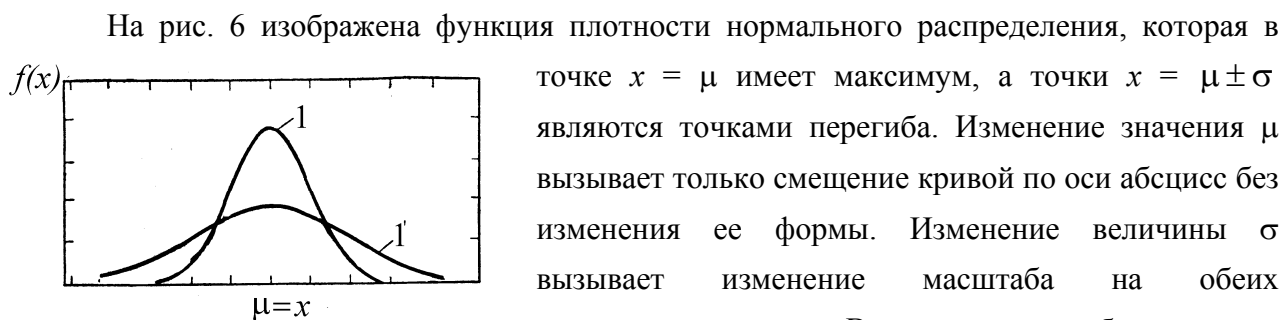 На рис. 6 изображена функция плотности нормального распределения, которая в
f(x)
точке x = μ имеет максимум, а точки x = μ ± σ
1
являются точками перегиба. Изменение значения μ
вызывает только смещение кривой по оси абсцисс без
1'
изменения ее формы. Изменение величины σ
вызывает изменение масштаба на обеих
μ=x